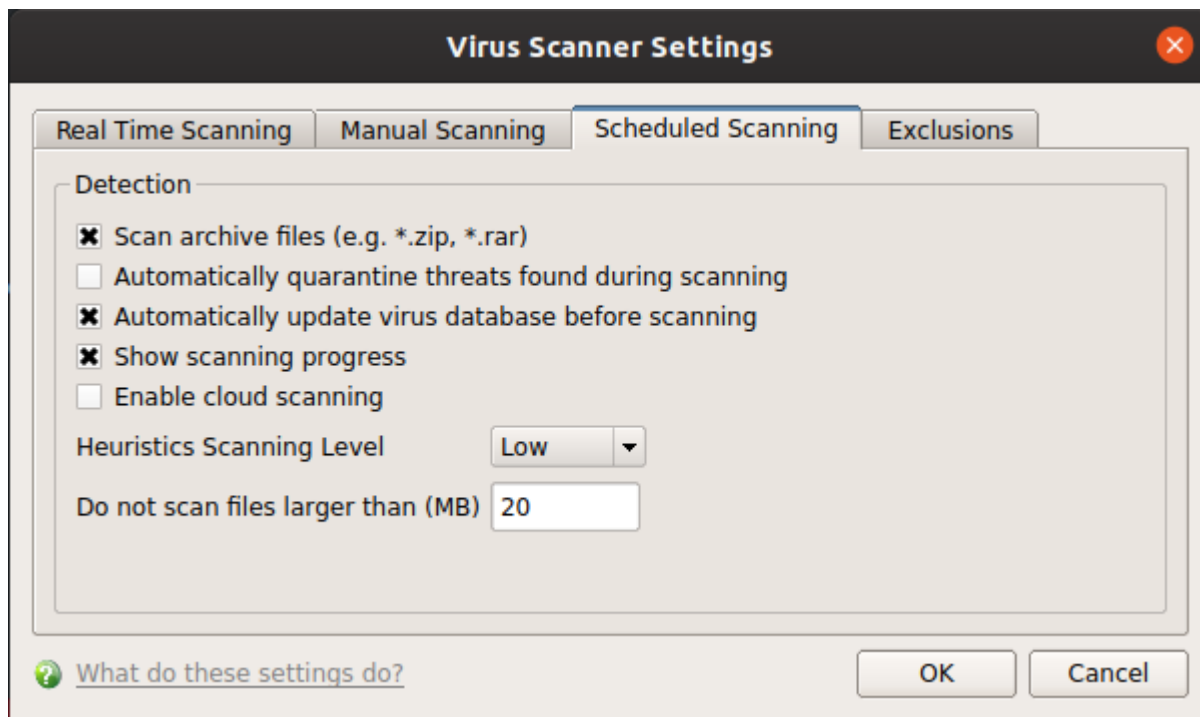 Virus Scanner Settings
Real Time Scanning Manual Scanning Scheduled Scanning Exclusions
Detection
Scan archive files (e.g. *.zip, *.rar)
Automatically quarantine threats found during scanning
Automatically update virus database before scanning
Show scanning progress
Enable cloud scanning
Heuristics Scanning Level Low
Do not scan files larger than (MB) 20
What do these settings do? OK Cancel